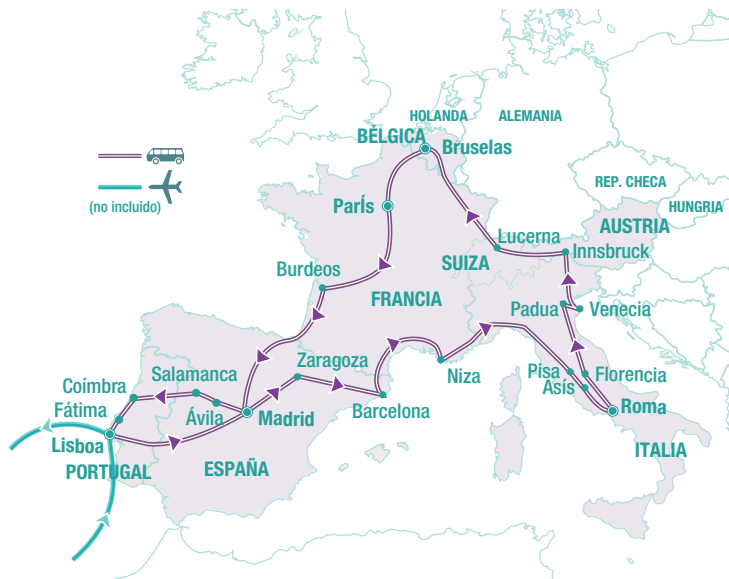 HOLANDA
ALEMANIA
BÉLGICA
Bruselas
(no incluido)
REP. CHECA
HUNGRIA
París
AUSTRIA
Lucerna
Innsbruck
SUIZA
Burdeos
FRANCIA
Padua
Venecia
Zaragoza
Salamanca
Niza
Pisa
Florencia
Coímbra
Asís
Fátima
Ávila
Madrid
Barcelona
Roma
Lisboa
PORTUGAL
ESPAÑA
ITALIA